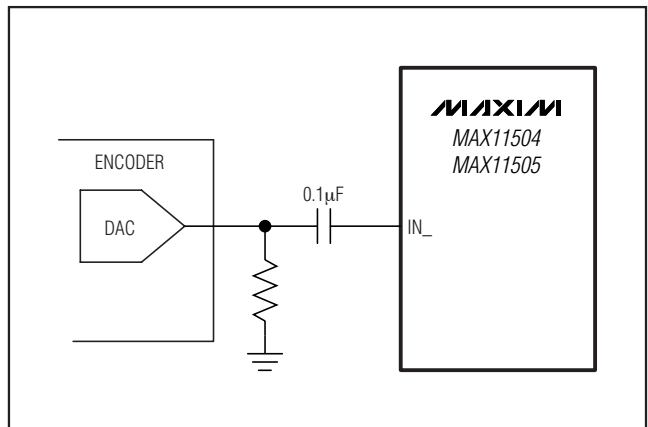 MAXIM
MAX11504
MAX11505
ENCODER
DAC
0.1µF
IN_